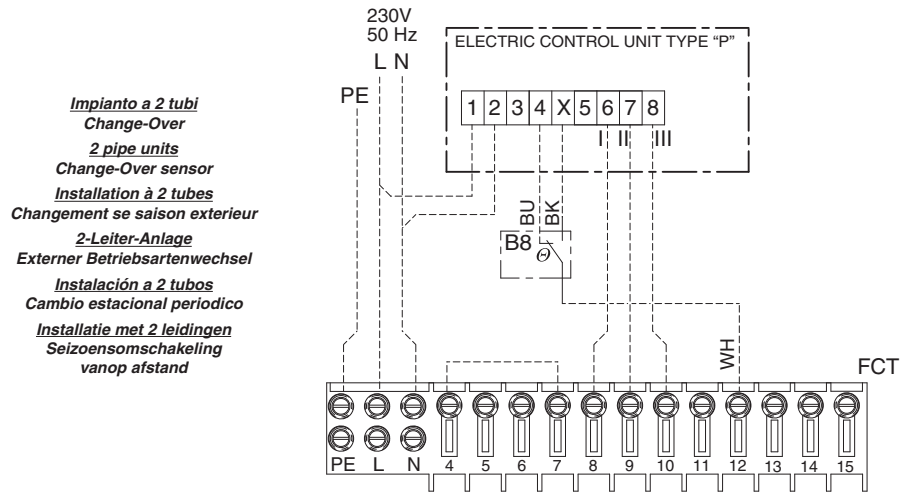 230V
50 Hz
L N
PE
ELECTRIC CONTROL UNIT TYPE “P”
1 2 3 4 X 5 6 7 8
I II III
Impianto a 2 tubi
Change-Over
2 pipe units
Change-Over sensor
Installation à 2 tubes
Changement se saison exterieur
2-Leiter-Anlage
Externer Betriebsartenwechsel
Instalación a 2 tubos
Cambio estacional periodico
Installatie met 2 leidingen
Seizoensomschakeling
vanop afstand
BU BK
B8
Θ
WH
FCT
PE L N 4 5 6 7 8 9 10 11 12 13 14 15